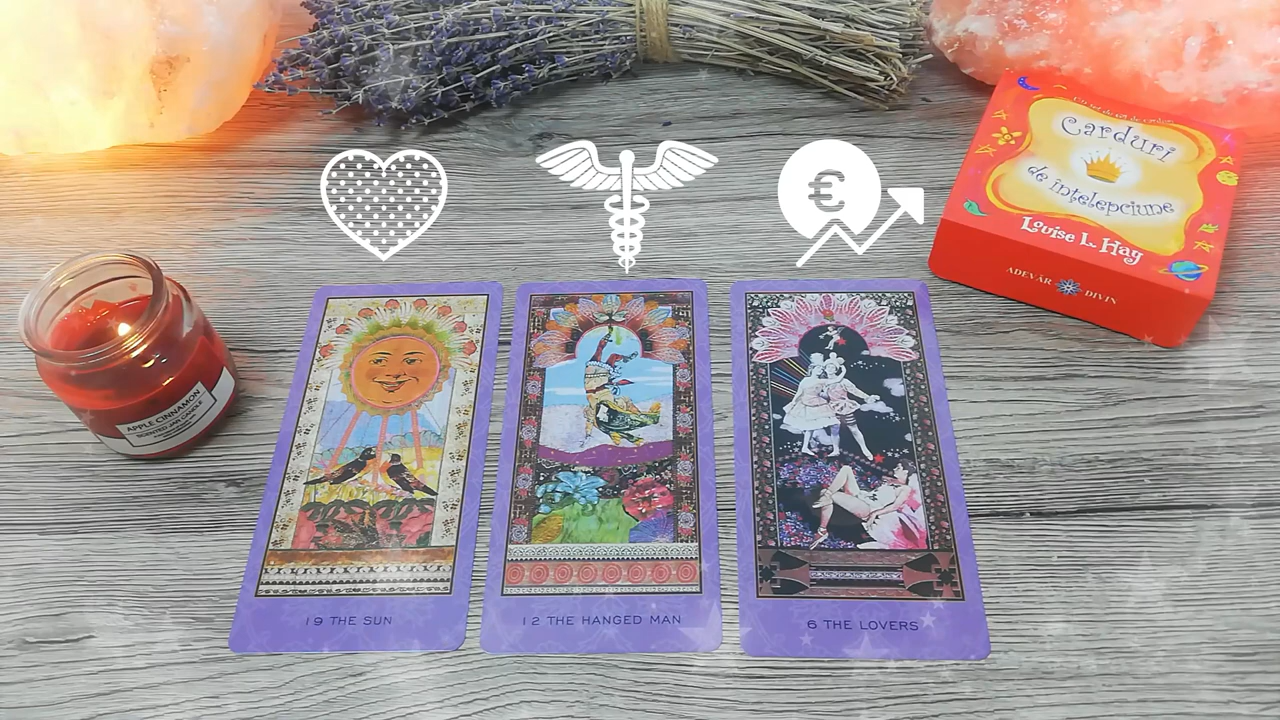 Carduri
de înțelepciune
Louise L. Hay
ADEVĂR DIVIN
€
APPLE CINNAMON
SCENTED JAR CANDLE
19 THE SUN
12 THE HANGED MAN
6 THE LOVERS